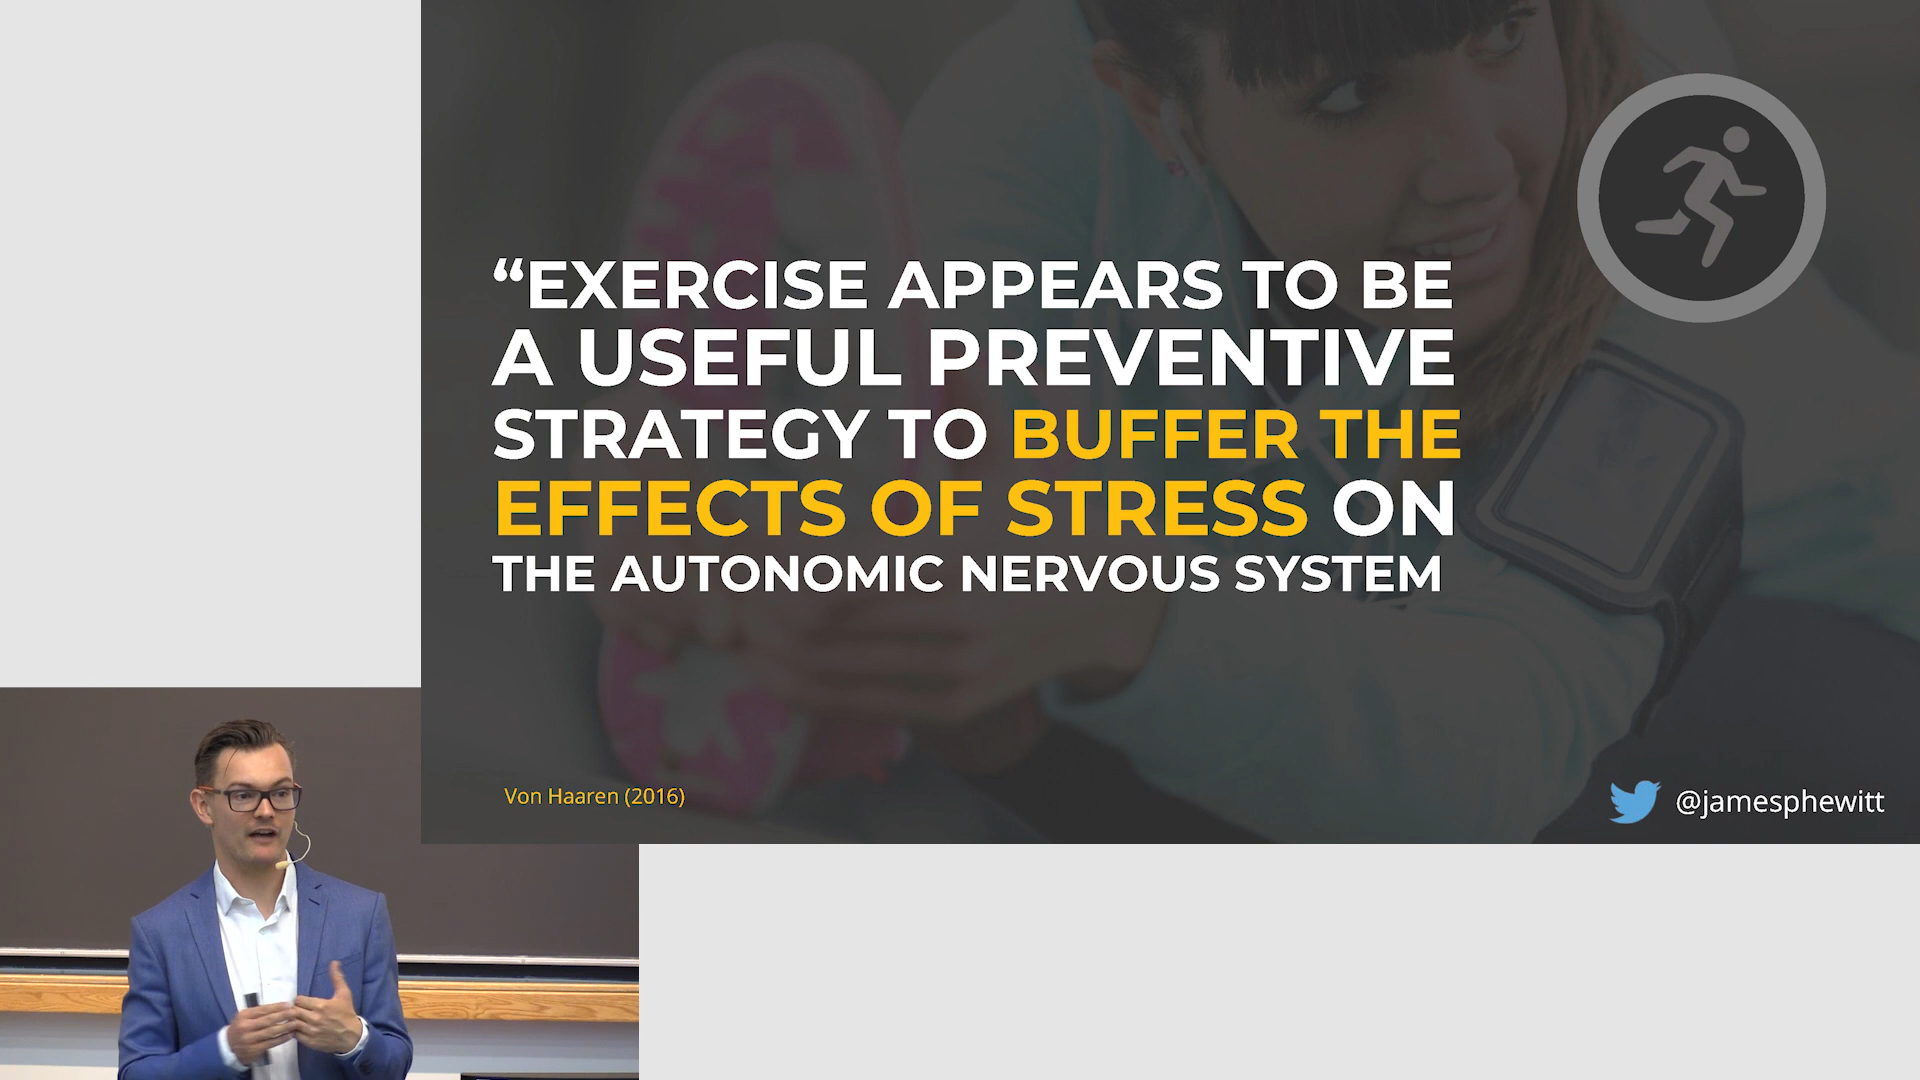 “EXERCISE APPEARS TO BE
A USEFUL PREVENTIVE
STRATEGY TO BUFFER THE
EFFECTS OF STRESS ON
THE AUTONOMIC NERVOUS SYSTEM
Von Haaren (2016)
@jamesphewitt